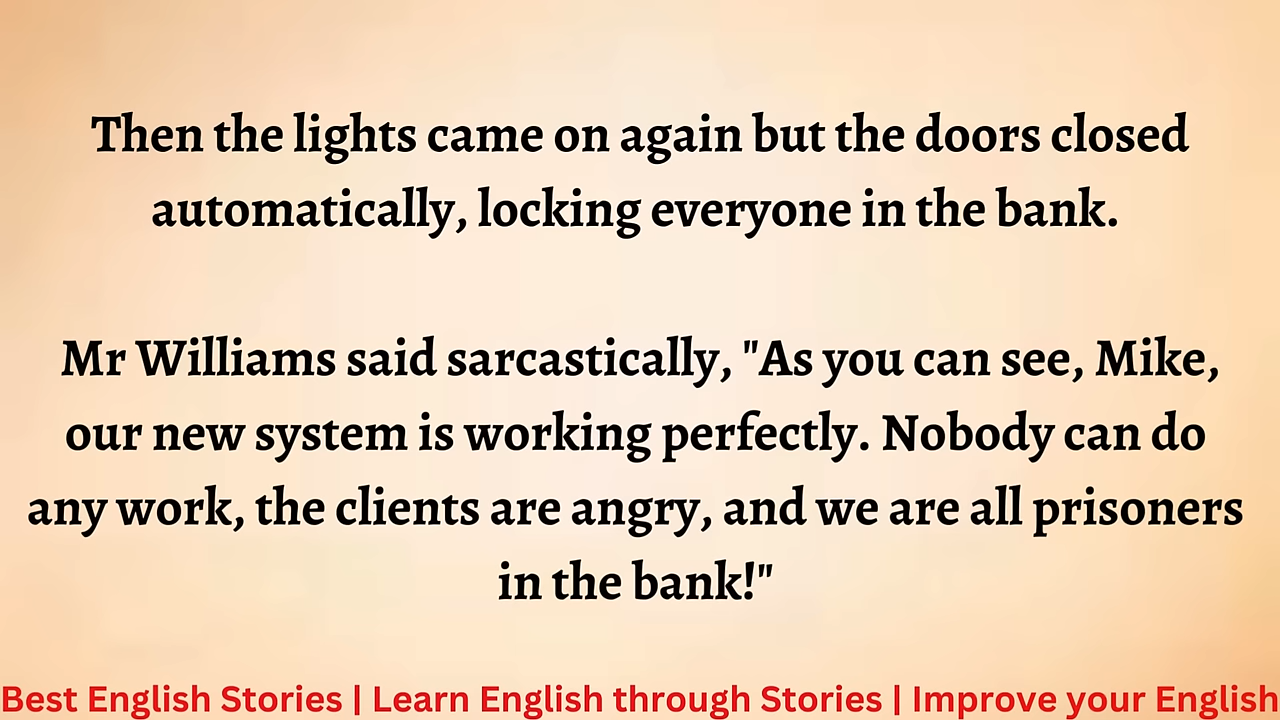 Then the lights came on again but the doors closed
automatically, locking everyone in the bank.
Mr Williams said sarcastically, "As you can see, Mike,
our new system is working perfectly. Nobody can do
any work, the clients are angry, and we are all prisoners
in the bank!"
Best English Stories | Learn English through Stories | Improve your English